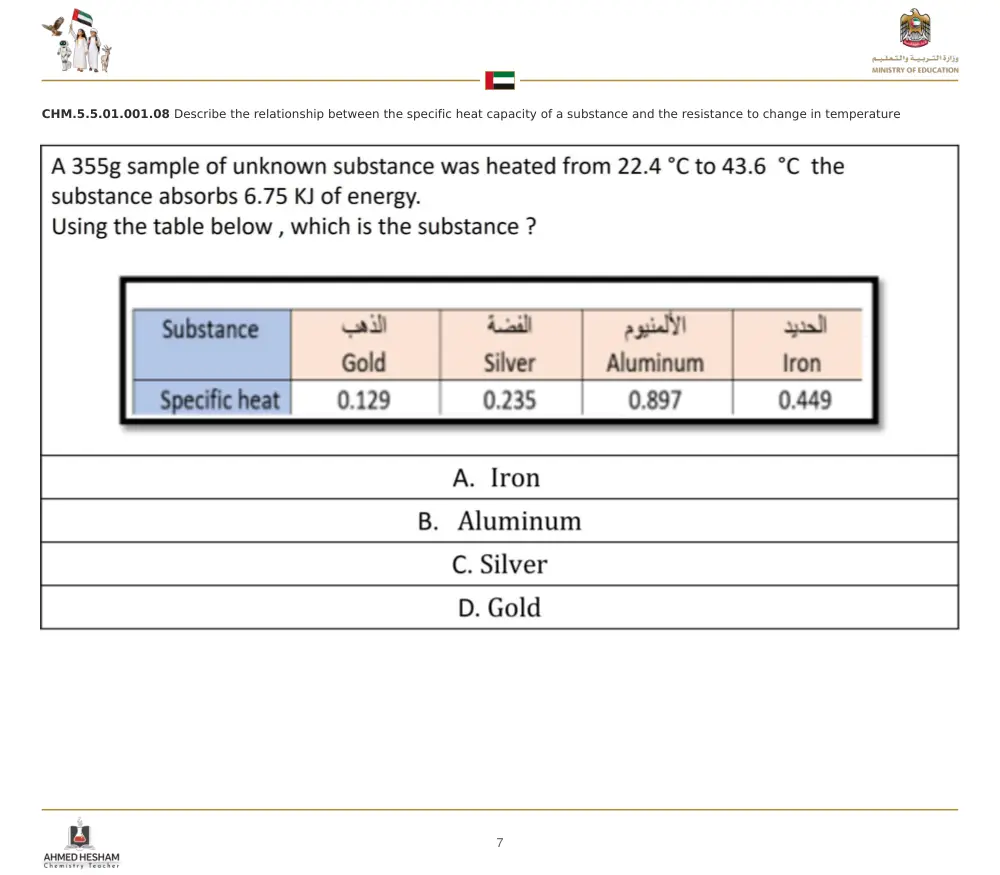 وزارة التربية والتعليم
MINISTRY OF EDUCATION
CHM.5.5.01.001.08 Describe the relationship between the specific heat capacity of a substance and the resistance to change in temperature
A 355g sample of unknown substance was heated from 22.4 °C to 43.6 °C the
substance absorbs 6.75 KJ of energy.
Using the table below , which is the substance ?
Substance الذهب الفضة الألمنيوم الحديد
Gold Silver Aluminum Iron
Specific heat 0.129 0.235 0.897 0.449
A. Iron
B. Aluminum
C. Silver
D. Gold
7
AHMED HESHAM
Chemistry Teacher